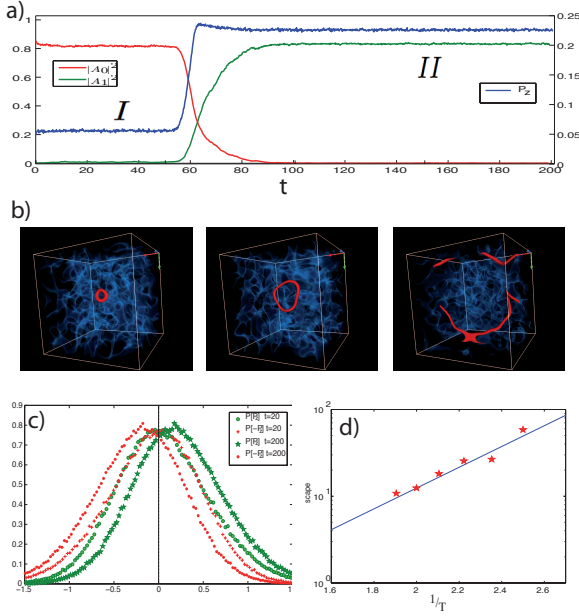 a)
1
0.8
0.6
0.4
0.2
0
0.25
0.2
0.15
0.1
0.05
0
|A₀|²
|A₁|²
P_z
I
II
0 20 40 60 80 100 120 140 160 180 200
t
b)
c)
0.9
0.8
0.7
0.6
0.5
0.4
0.3
0.2
0.1
0
t=20
t=20
t=200
t=200
−1.5 −1 −0.5 0 0.5 1
d)
10²
10¹
10⁰
scape
1.6 1.8 2 2.2 2.4 2.6
1/T